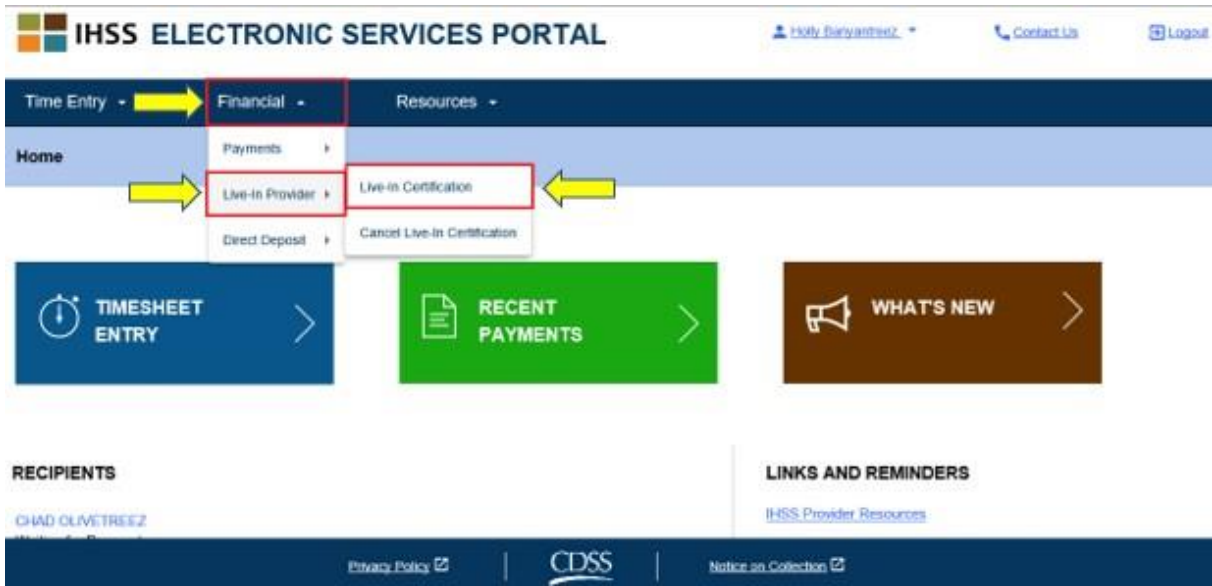 IHSS ELECTRONIC SERVICES PORTAL
Holly Banyantreez
Contact Us
Logout
Time Entry
Financial
Resources
Home
Payments
Live-In Provider
Live-In Certification
Direct Deposit
Cancel Live-In Certification
TIMESHEET
ENTRY
RECENT
PAYMENTS
WHAT'S NEW
RECIPIENTS
LINKS AND REMINDERS
CHAD OLIVETREEZ
IHSS Provider Resources
Privacy Policy
CDSS
Notice on Collection